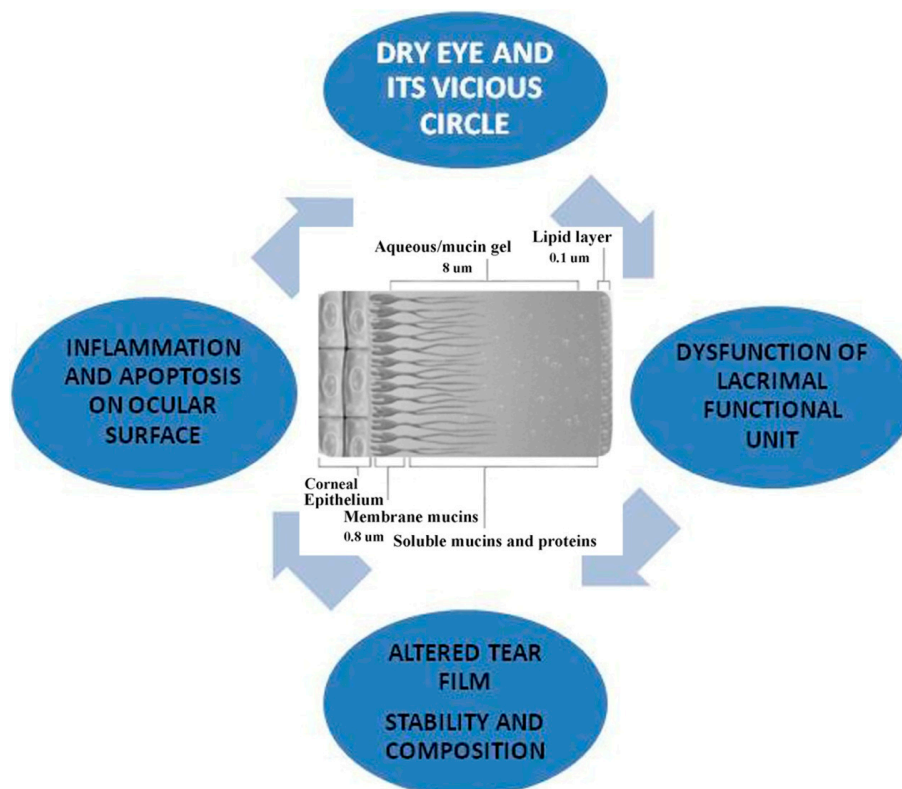 DRY EYE AND
ITS VICIOUS
CIRCLE
Lipid layer
0.1 um
Aqueous/mucin gel
8 um
INFLAMMATION
AND APOPTOSIS
ON OCULAR
SURFACE
DYSFUNCTION OF
LACRIMAL
FUNCTIONAL
UNIT
Corneal
Epithelium
Membrane mucins
0.8 um
Soluble mucins and proteins
ALTERED TEAR
FILM
STABILITY AND
COMPOSITION